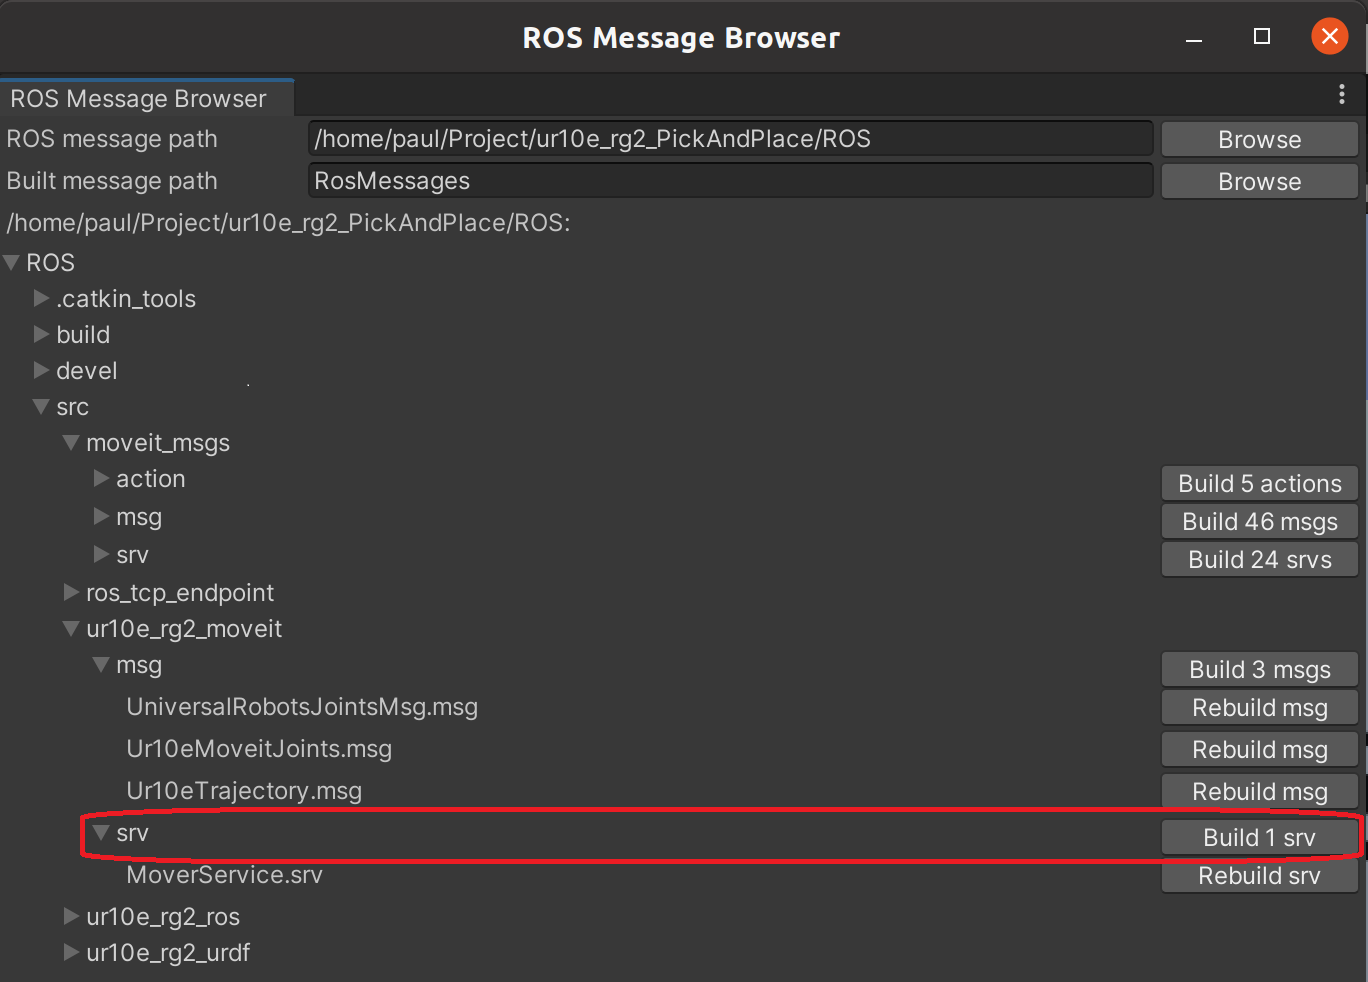 ROS Message Browser
ROS Message Browser
ROS message path /home/paul/Project/ur10e_rg2_PickAndPlace/ROS Browse
Built message path RosMessages Browse
/home/paul/Project/ur10e_rg2_PickAndPlace/ROS:
ROS
.catkin_tools
build
devel
src
moveit_msgs
action Build 5 actions
msg Build 46 msgs
srv Build 24 srvs
ros_tcp_endpoint
ur10e_rg2_moveit
msg Build 3 msgs
UniversalRobotsJointsMsg.msg Rebuild msg
Ur10eMoveitJoints.msg Rebuild msg
Ur10eTrajectory.msg Rebuild msg
srv Build 1 srv
MoverService.srv Rebuild srv
ur10e_rg2_ros
ur10e_rg2_urdf